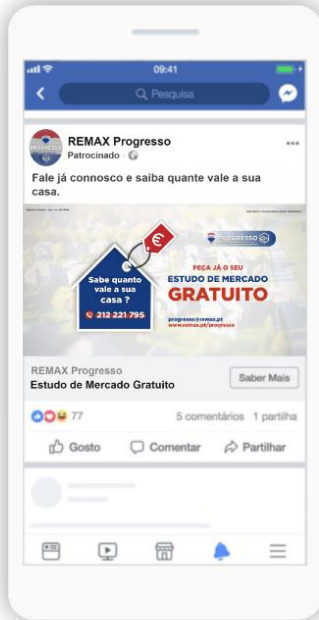 09:41
Pesquisa
REMAX Progresso
Patrocinado
Fale já connosco e saiba quante vale a sua
casa.
PROGRESSO
PEÇA JÁ O SEU
ESTUDO DE MERCADO
GRATUITO
Sabe quanto
vale a sua
casa ?
212 221 795
progresso@remax.pt
www.remax.pt/progresso
REMAX Progresso
Estudo de Mercado Gratuito
Saber Mais
77
5 comentários 1 partilha
Gosto Comentar Partilhar